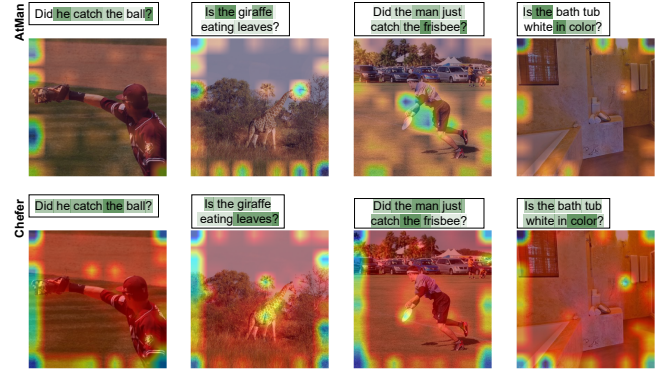 AtMan
Did he catch the ball?
Is the giraffe
eating leaves?
Did the man just
catch the frisbee?
Is the bath tub
white in color?
Chefer
Did he catch the ball?
Is the giraffe
eating leaves?
Did the man just
catch the frisbee?
Is the bath tub
white in color?